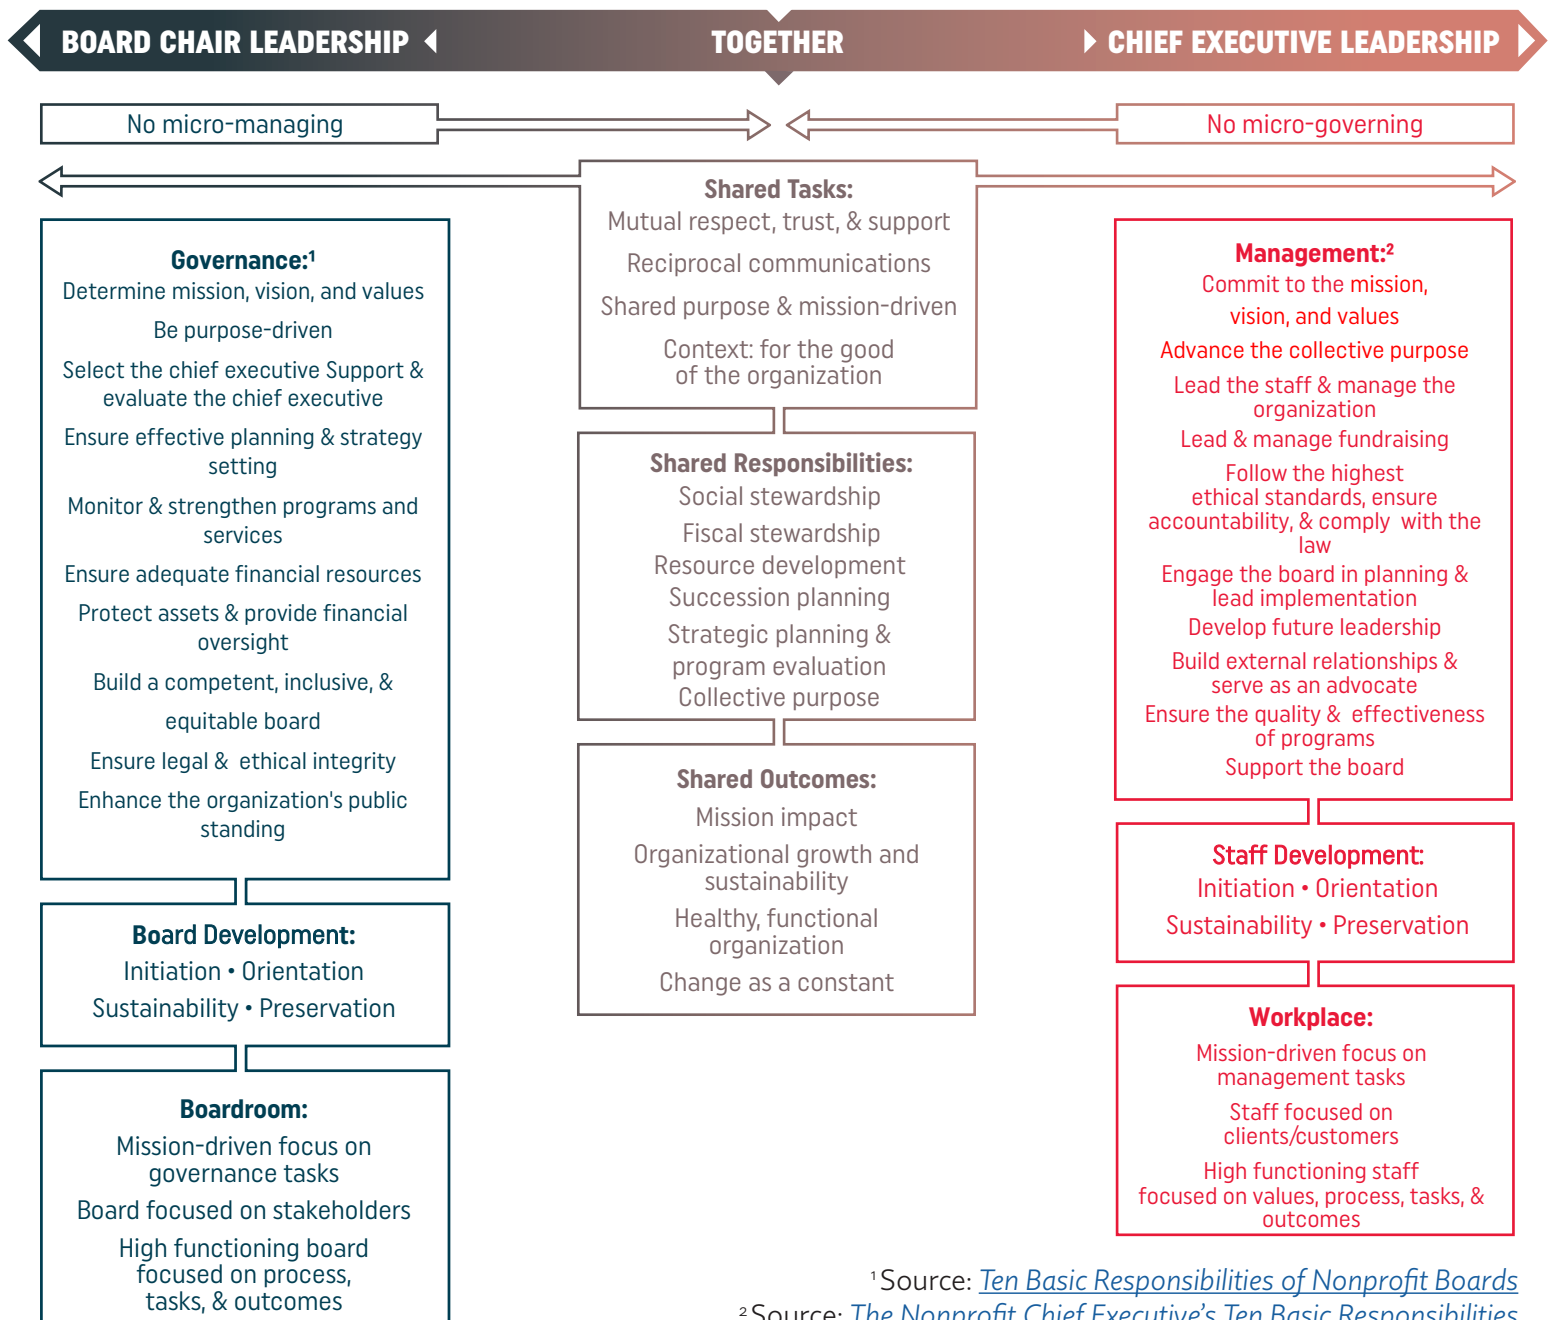 BOARD CHAIR LEADERSHIP
TOGETHER
CHIEF EXECUTIVE LEADERSHIP
No micro-managing
No micro-governing
Governance:¹
Determine mission, vision, and values
Be purpose-driven
Select the chief executive Support &
evaluate the chief executive
Ensure effective planning & strategy
setting
Monitor & strengthen programs and
services
Ensure adequate financial resources
Protect assets & provide financial
oversight
Build a competent, inclusive, &
equitable board
Ensure legal & ethical integrity
Enhance the organization's public
standing
Board Development:
Initiation • Orientation
Sustainability • Preservation
Boardroom:
Mission-driven focus on
governance tasks
Board focused on stakeholders
High functioning board
focused on process,
tasks, & outcomes
Shared Tasks:
Mutual respect, trust, & support
Reciprocal communications
Shared purpose & mission-driven
Context: for the good
of the organization
Shared Responsibilities:
Social stewardship
Fiscal stewardship
Resource development
Succession planning
Strategic planning &
program evaluation
Collective purpose
Shared Outcomes:
Mission impact
Organizational growth and
sustainability
Healthy, functional
organization
Change as a constant
Management:²
Commit to the mission,
vision, and values
Advance the collective purpose
Lead the staff & manage the
organization
Lead & manage fundraising
Follow the highest
ethical standards, ensure
accountability, & comply with the
law
Engage the board in planning &
lead implementation
Develop future leadership
Build external relationships &
serve as an advocate
Ensure the quality & effectiveness
of programs
Support the board
Staff Development:
Initiation • Orientation
Sustainability • Preservation
Workplace:
Mission-driven focus on
management tasks
Staff focused on
clients/customers
High functioning staff
focused on values, process, tasks, &
outcomes
¹ Source: Ten Basic Responsibilities of Nonprofit Boards
² Source: The Nonprofit Chief Executive's Ten Basic Responsibilities